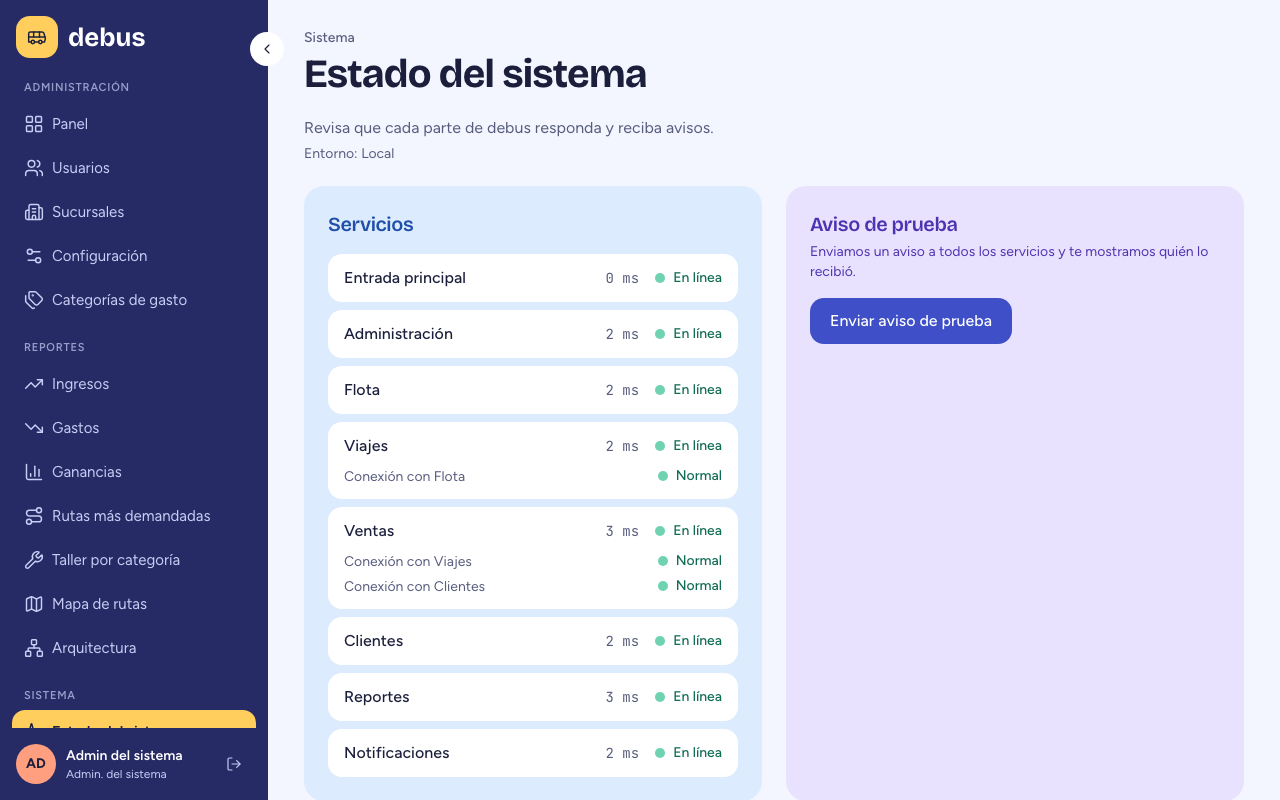 debus
ADMINISTRACIÓN
Panel
Usuarios
Sucursales
Configuración
Categorías de gasto
REPORTES
Ingresos
Gastos
Ganancias
Rutas más demandadas
Taller por categoría
Mapa de rutas
Arquitectura
SISTEMA
AD
Admin del sistema
Admin. del sistema
Sistema
Estado del sistema
Revisa que cada parte de debus responda y reciba avisos.
Entorno: Local
Servicios
Entrada principal 0 ms En línea
Administración 2 ms En línea
Flota 2 ms En línea
Viajes 2 ms En línea
Conexión con Flota Normal
Ventas 3 ms En línea
Conexión con Viajes Normal
Conexión con Clientes Normal
Clientes 2 ms En línea
Reportes 3 ms En línea
Notificaciones 2 ms En línea
Aviso de prueba
Enviamos un aviso a todos los servicios y te mostramos quién lo
recibió.
Enviar aviso de prueba